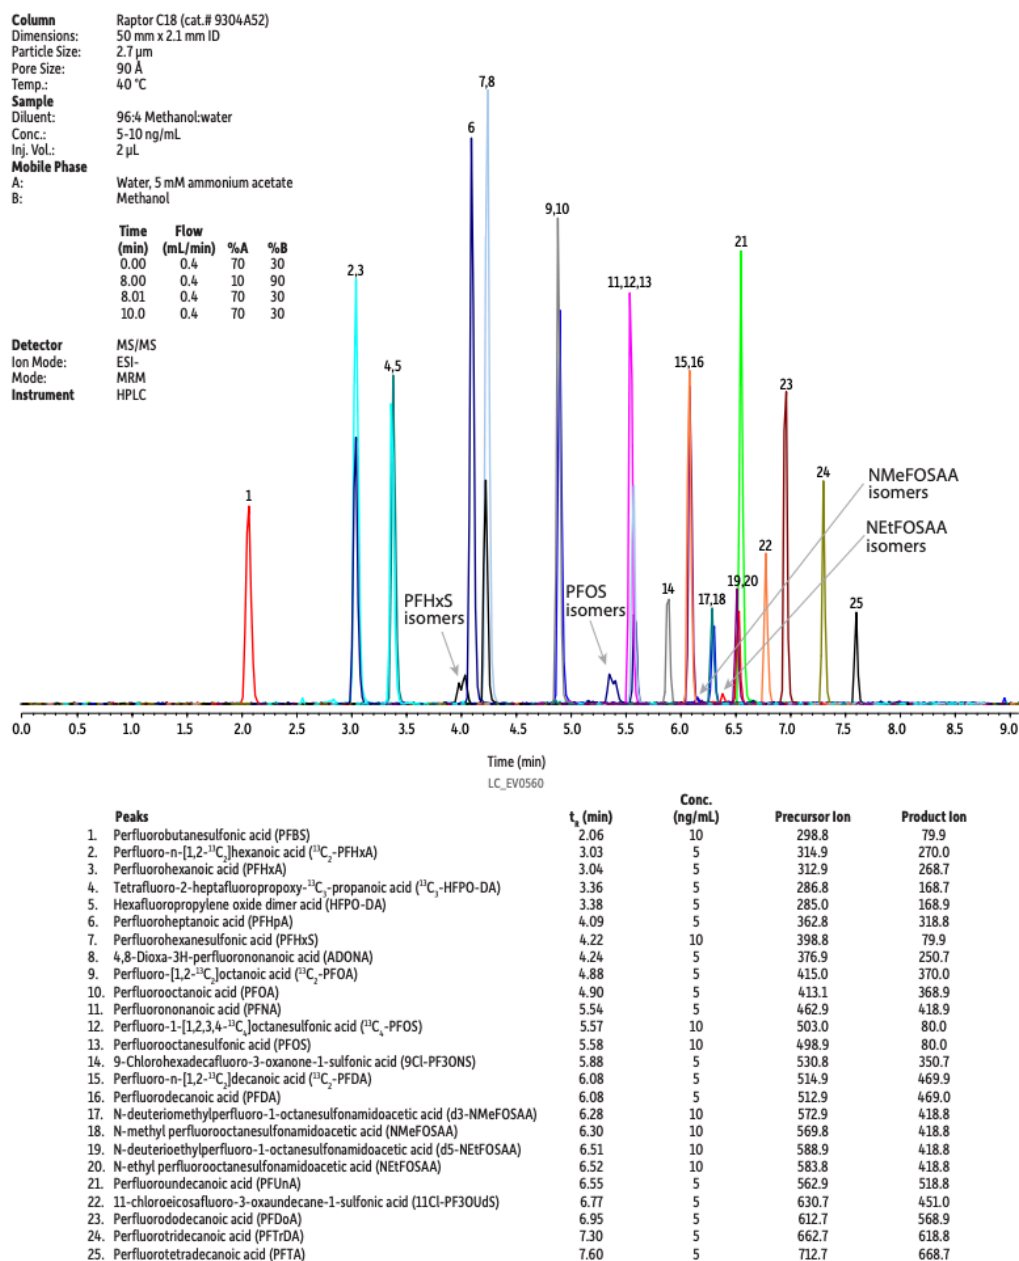 Column Raptor C18 (cat.# 9304A52)
Dimensions: 50 mm x 2.1 mm ID
Particle Size: 2.7 µm
Pore Size: 90 Å
Temp.: 40 °C
Sample
Diluent: 96:4 Methanol:water
Conc.: 5-10 ng/mL
Inj. Vol.: 2 µL
Mobile Phase
A: Water, 5 mM ammonium acetate
B: Methanol
Time (min) Flow (mL/min) %A %B
0.00 0.4 70 30
8.00 0.4 10 90
8.01 0.4 70 30
10.0 0.4 70 30
Detector MS/MS
Ion Mode: ESI-
Mode: MRM
Instrument HPLC
1
2,3
4,5
PFHxS isomers
6
7,8
9,10
PFOS isomers
11,12,13
14
15,16
17,18
19,20
21
22
23
24
25
NMeFOSAA isomers
NEtFOSAA isomers
0.0 0.5 1.0 1.5 2.0 2.5 3.0 3.5 4.0 4.5 5.0 5.5 6.0 6.5 7.0 7.5 8.0 8.5 9.0
Time (min)
LC_EV0560
Peaks tR (min) Conc. (ng/mL) Precursor Ion Product Ion
1. Perfluorobutanesulfonic acid (PFBS) 2.06 10 298.8 79.9
2. Perfluoro-n-[1,2-¹³C₂]hexanoic acid (¹³C₂-PFHxA) 3.03 5 314.9 270.0
3. Perfluorohexanoic acid (PFHxA) 3.04 5 312.9 268.7
4. Tetrafluoro-2-heptafluoropropoxy-¹³C₃-propanoic acid (¹³C₃-HFPO-DA) 3.36 5 286.8 168.7
5. Hexafluoropropylene oxide dimer acid (HFPO-DA) 3.38 5 285.0 168.9
6. Perfluoroheptanoic acid (PFHpA) 4.09 5 362.8 318.8
7. Perfluorohexanesulfonic acid (PFHxS) 4.22 10 398.8 79.9
8. 4,8-Dioxa-3H-perfluorononanoic acid (ADONA) 4.24 5 376.9 250.7
9. Perfluoro-[1,2-¹³C₂]octanoic acid (¹³C₂-PFOA) 4.88 5 415.0 370.0
10. Perfluorooctanoic acid (PFOA) 4.90 5 413.1 368.9
11. Perfluorononanoic acid (PFNA) 5.54 5 462.9 418.9
12. Perfluoro-1-[1,2,3,4-¹³C₄]octanesulfonic acid (¹³C₄-PFOS) 5.57 10 503.0 80.0
13. Perfluorooctanesulfonic acid (PFOS) 5.58 10 498.9 80.0
14. 9-Chlorohexadecafluoro-3-oxanone-1-sulfonic acid (9Cl-PF3ONS) 5.88 5 530.8 350.7
15. Perfluoro-n-[1,2-¹³C₂]decanoic acid (¹³C₂-PFDA) 6.08 5 514.9 469.9
16. Perfluorodecanoic acid (PFDA) 6.08 5 512.9 469.0
17. N-deuteriomethylperfluoro-1-octanesulfonamidoacetic acid (d3-NMeFOSAA) 6.28 10 572.9 418.8
18. N-methyl perfluorooctanesulfonamidoacetic acid (NMeFOSAA) 6.30 10 569.8 418.8
19. N-deuterioethylperfluoro-1-octanesulfonamidoacetic acid (d5-NEtFOSAA) 6.51 10 588.9 418.8
20. N-ethyl perfluorooctanesulfonamidoacetic acid (NEtFOSAA) 6.52 10 583.8 418.8
21. Perfluoroundecanoic acid (PFUnA) 6.55 5 562.9 518.8
22. 11-chloroeicosafluoro-3-oxaundecane-1-sulfonic acid (11Cl-PF3OUdS) 6.77 5 630.7 451.0
23. Perfluorododecanoic acid (PFDoA) 6.95 5 612.7 568.9
24. Perfluorotridecanoic acid (PFTrDA) 7.30 5 662.7 618.8
25. Perfluorotetradecanoic acid (PFTA) 7.60 5 712.7 668.7